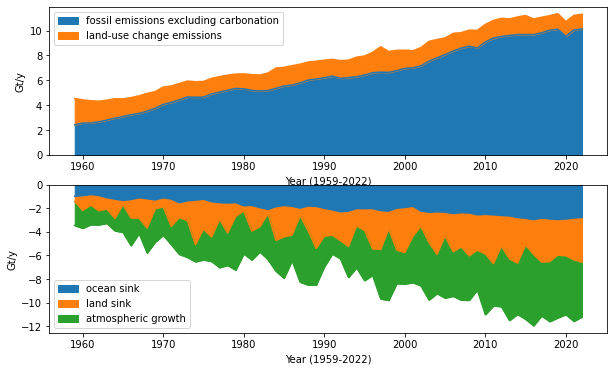 fossil emissions excluding carbonation
land-use change emissions
10
8
6
4
2
0
Gt/y
1960 1970 1980 1990 2000 2010 2020
Year (1959-2022)
0
−2
−4
−6
−8
−10
−12
Gt/y
ocean sink
land sink
atmospheric growth
1960 1970 1980 1990 2000 2010 2020
Year (1959-2022)